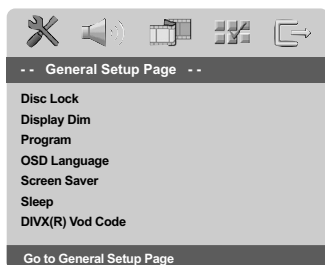 - -  General Setup Page  - -
Disc Lock
Display Dim
Program
OSD Language
Screen Saver
Sleep
DIVX(R) Vod Code
Go to General Setup Page